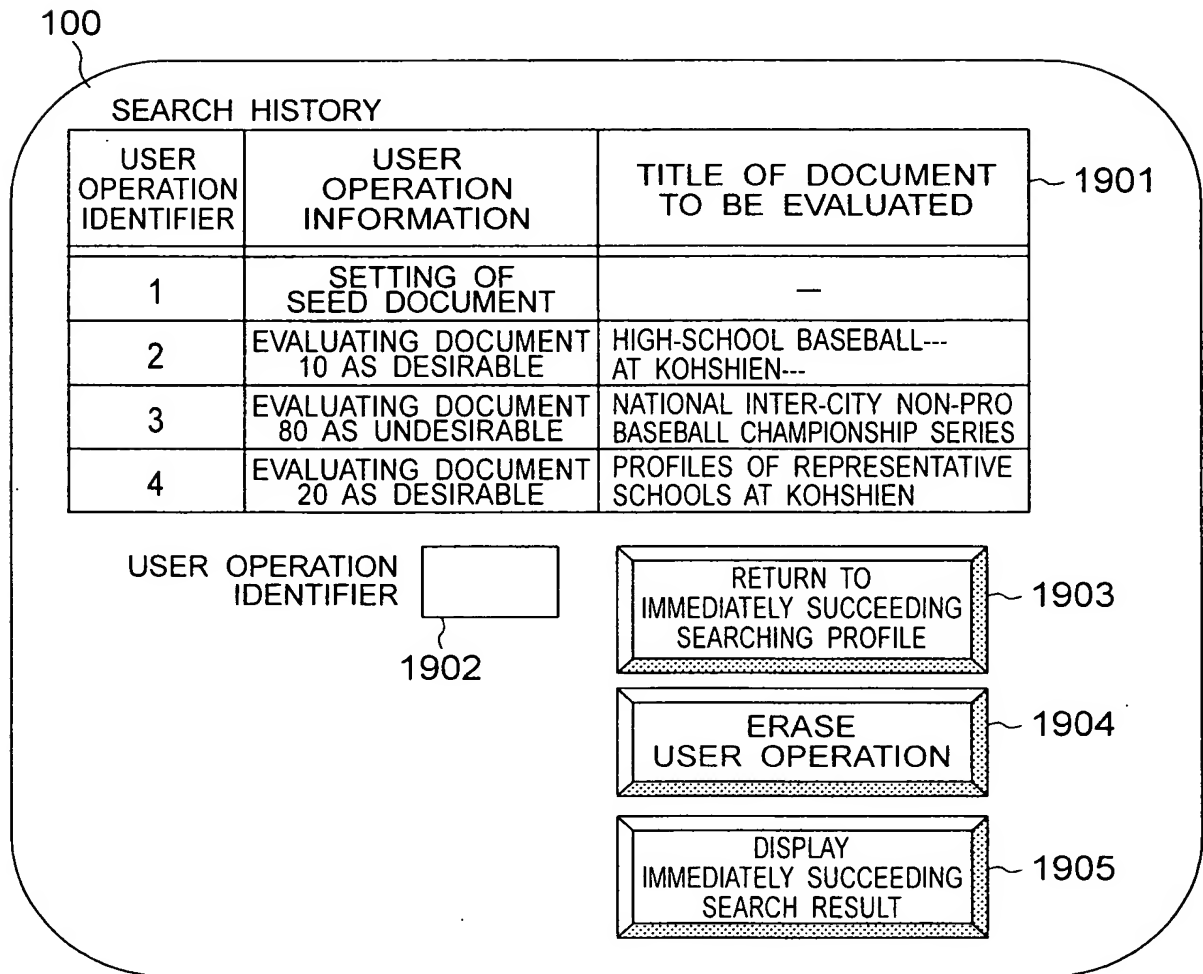 100
SEARCH HISTORY
USER
OPERATION
IDENTIFIER
USER
OPERATION
INFORMATION
TITLE OF DOCUMENT
TO BE EVALUATED
1901
1
SETTING OF
SEED DOCUMENT
—
2
EVALUATING DOCUMENT
10 AS DESIRABLE
HIGH-SCHOOL BASEBALL---
AT KOHSHIEN---
3
EVALUATING DOCUMENT
80 AS UNDESIRABLE
NATIONAL INTER-CITY NON-PRO
BASEBALL CHAMPIONSHIP SERIES
4
EVALUATING DOCUMENT
20 AS DESIRABLE
PROFILES OF REPRESENTATIVE
SCHOOLS AT KOHSHIEN
USER OPERATION
IDENTIFIER
1902
RETURN TO
IMMEDIATELY SUCCEEDING
SEARCHING PROFILE
1903
ERASE
USER OPERATION
1904
DISPLAY
IMMEDIATELY SUCCEEDING
SEARCH RESULT
1905